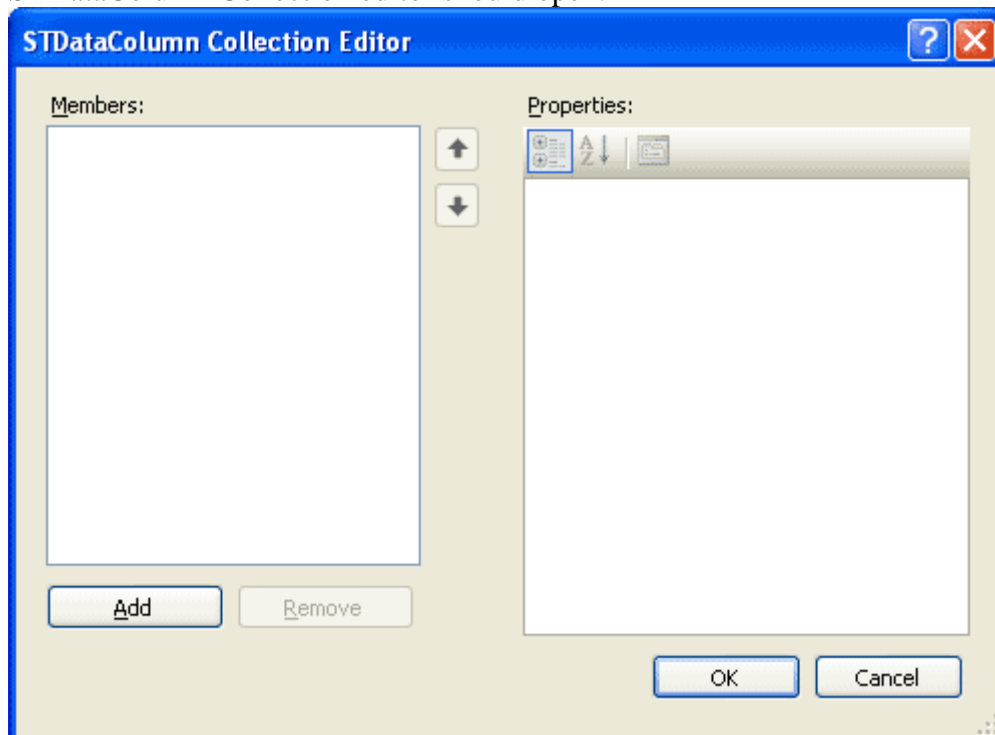 STDataColumn Collection Editor
Members:
Properties:
A
Z
Add
Remove
OK
Cancel